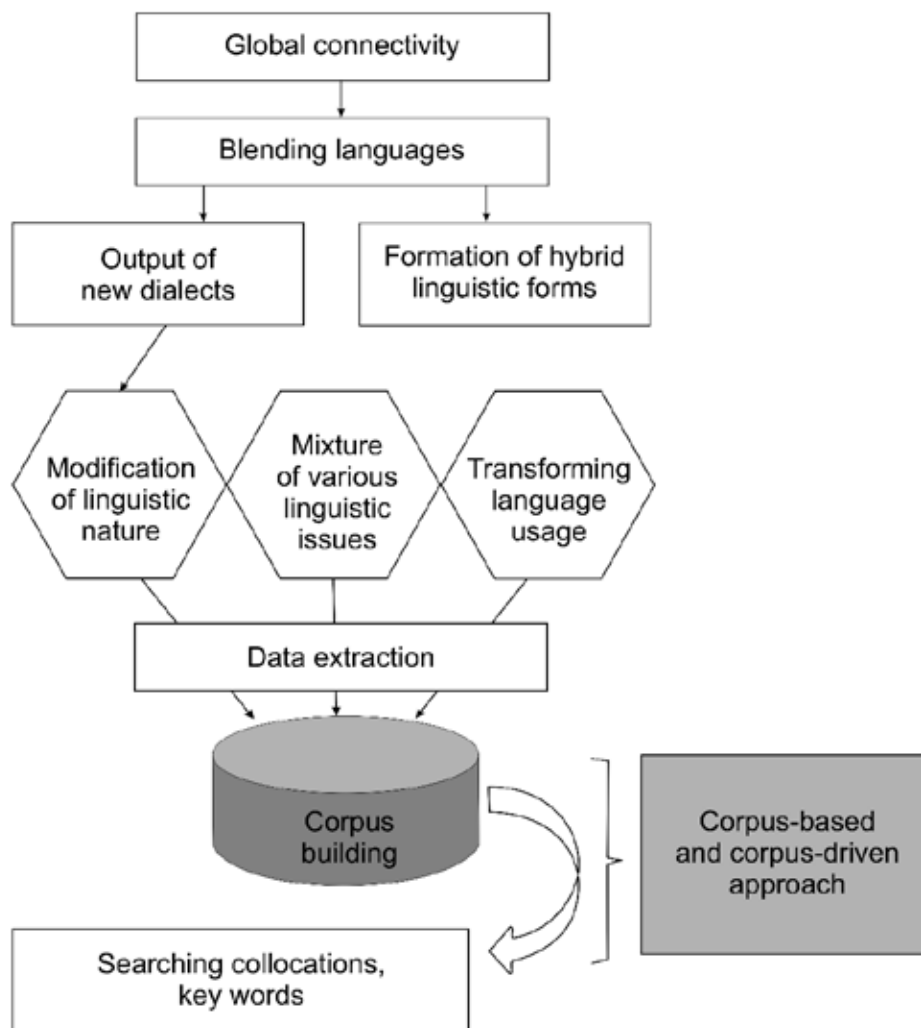 Global connectivity
Blending languages
Output of
new dialects
Formation of hybrid
linguistic forms
Modification
of linguistic
nature
Mixture
of various
linguistic
issues
Transforming
language
usage
Data extraction
Corpus
building
Corpus-based
and corpus-driven
approach
Searching collocations,
key words